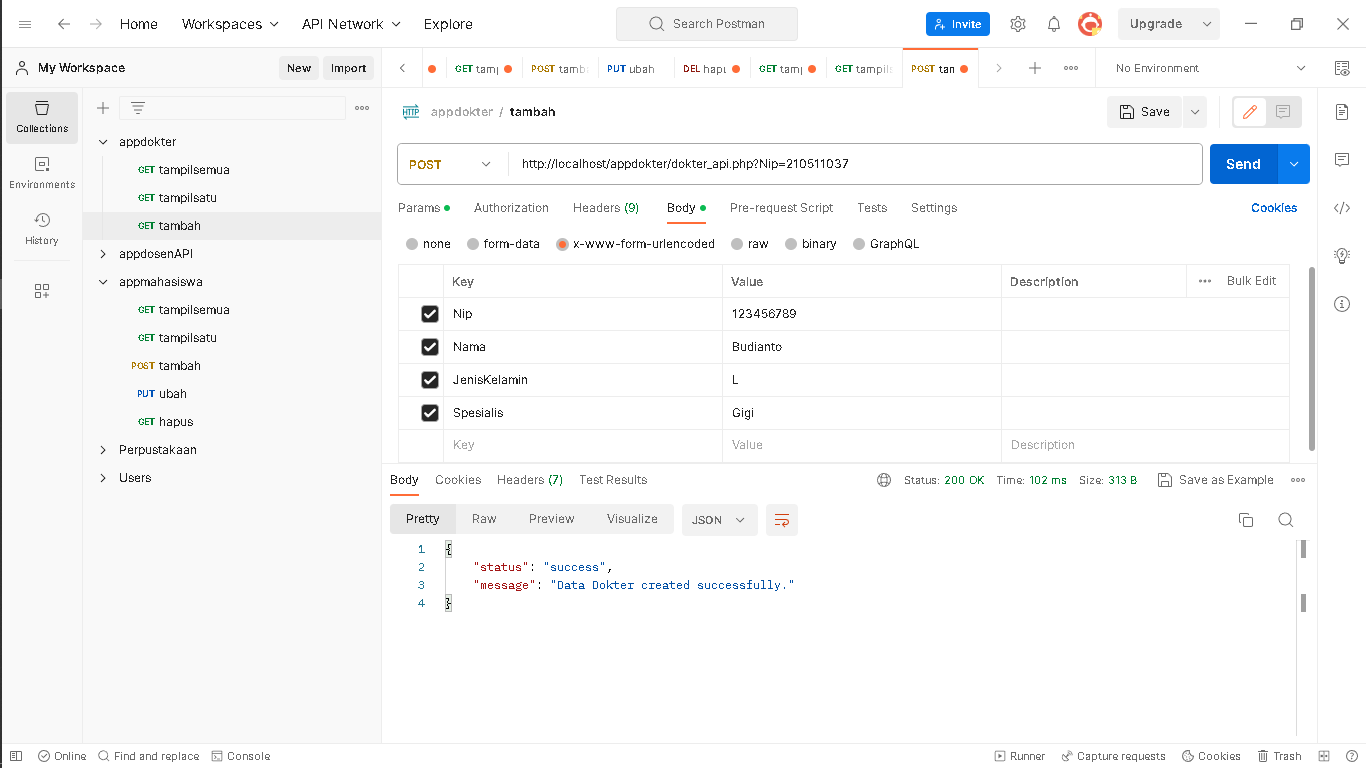 Home Workspaces API Network Explore Search Postman Invite Upgrade
My Workspace New Import GET tam POST tamb PUT ubah DEL hapu GET tam GET tampils POST tan No Environment
Collections
Environments
History
appdokter
GET tampilsemua
GET tampilsatu
GET tambah
appdosenAPI
appmahasiswa
GET tampilsemua
GET tampilsatu
POST tambah
PUT ubah
GET hapus
Perpustakaan
Users
HTTP appdokter / tambah Save
POST http://localhost/appdokter/dokter_api.php?Nip=210511037 Send
Params Authorization Headers (9) Body Pre-request Script Tests Settings Cookies
none form-data x-www-form-urlencoded raw binary GraphQL
Key Value Description Bulk Edit
Nip 123456789
Nama Budianto
JenisKelamin L
Spesialis Gigi
Key Value Description
Body Cookies Headers (7) Test Results Status: 200 OK Time: 102 ms Size: 313 B Save as Example
Pretty Raw Preview Visualize JSON
1 {
2 "status": "success",
3 "message": "Data Dokter created successfully."
4 }
Online Find and replace Console Runner Capture requests Cookies Trash